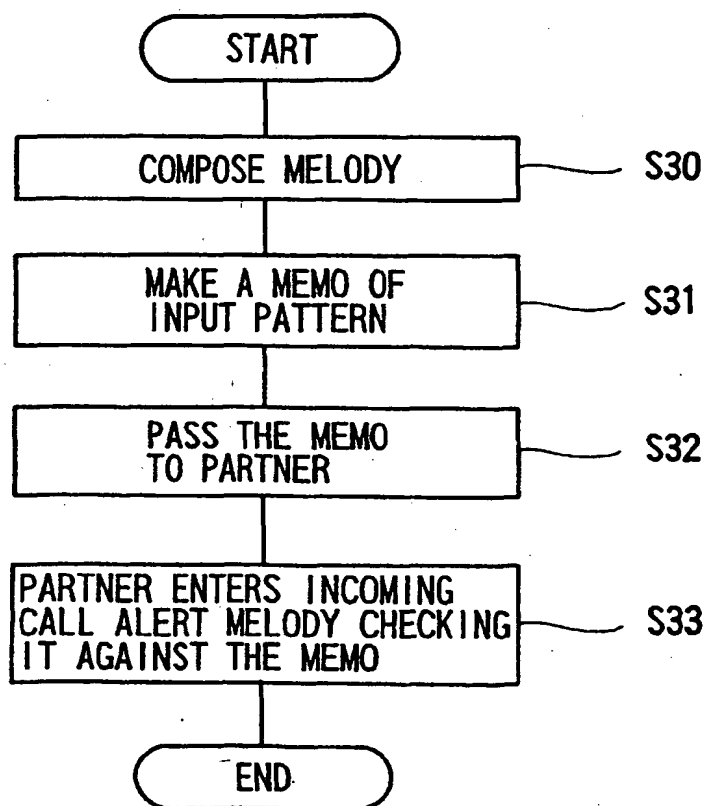 START
COMPOSE MELODY
S30
MAKE A MEMO OF
INPUT PATTERN
S31
PASS THE MEMO
TO PARTNER
S32
PARTNER ENTERS INCOMING
CALL ALERT MELODY CHECKING
IT AGAINST THE MEMO
S33
END